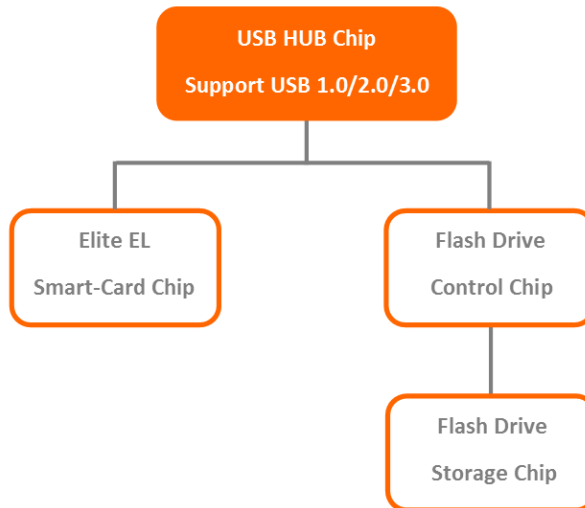 USB HUB Chip
Support USB 1.0/2.0/3.0
Elite EL
Smart-Card Chip
Flash Drive
Control Chip
Flash Drive
Storage Chip